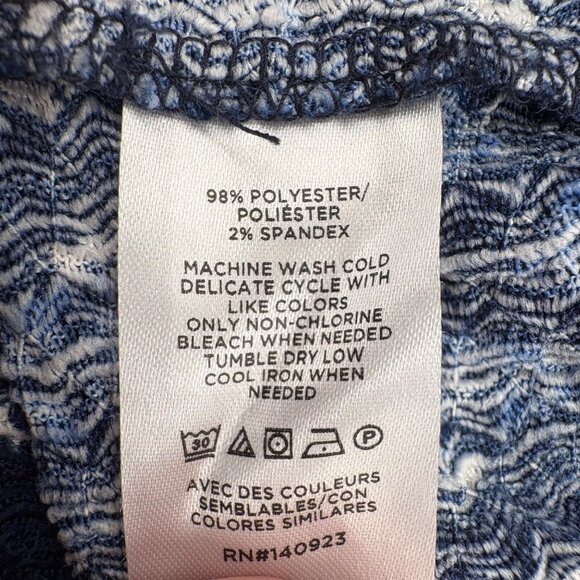 98% POLYESTER/
POLIÉSTER
2% SPANDEX
MACHINE WASH COLD
DELICATE CYCLE WITH
LIKE COLORS
ONLY NON-CHLORINE
BLEACH WHEN NEEDED
TUMBLE DRY LOW
COOL IRON WHEN
NEEDED
30 P
AVEC DES COULEURS
SEMBLABLES/CON
COLORES SIMILARES
RN#140923